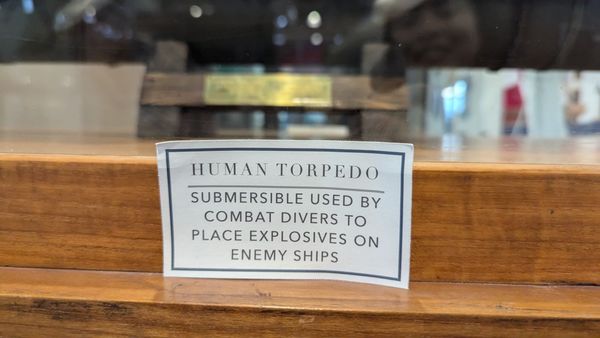 HUMAN TORPEDO
SUBMERSIBLE USED BY
COMBAT DIVERS TO
PLACE EXPLOSIVES ON
ENEMY SHIPS